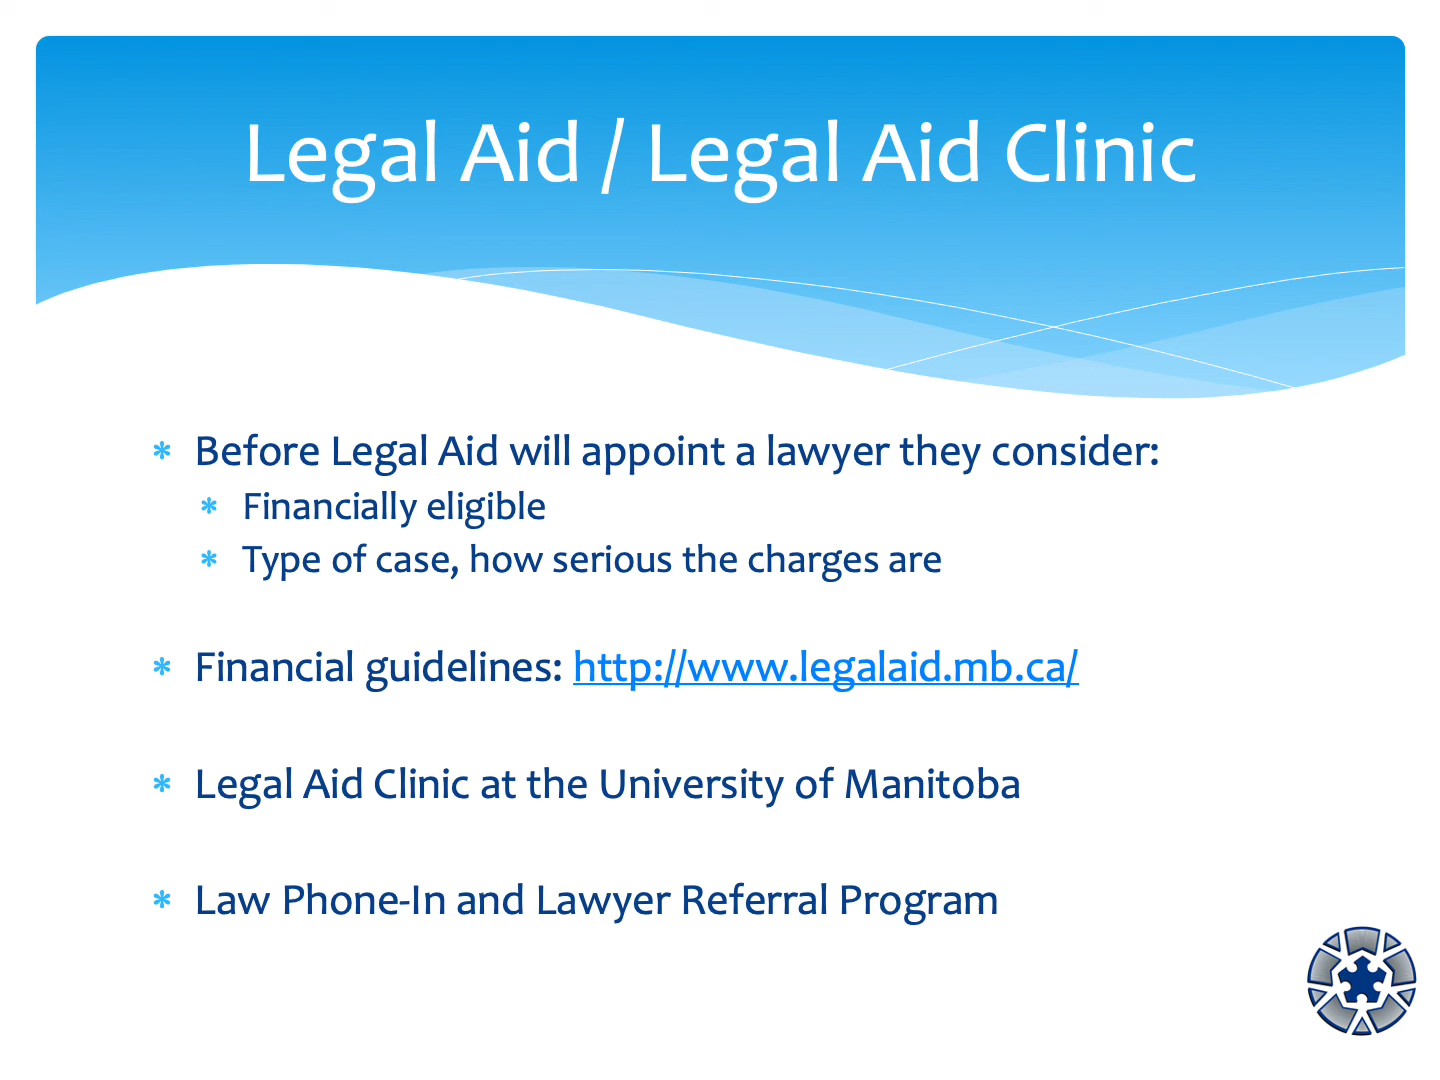 Legal Aid / Legal Aid Clinic
Before Legal Aid will appoint a lawyer they consider:
Financially eligible
Type of case, how serious the charges are
Financial guidelines: http://www.legalaid.mb.ca/
Legal Aid Clinic at the University of Manitoba
Law Phone-In and Lawyer Referral Program